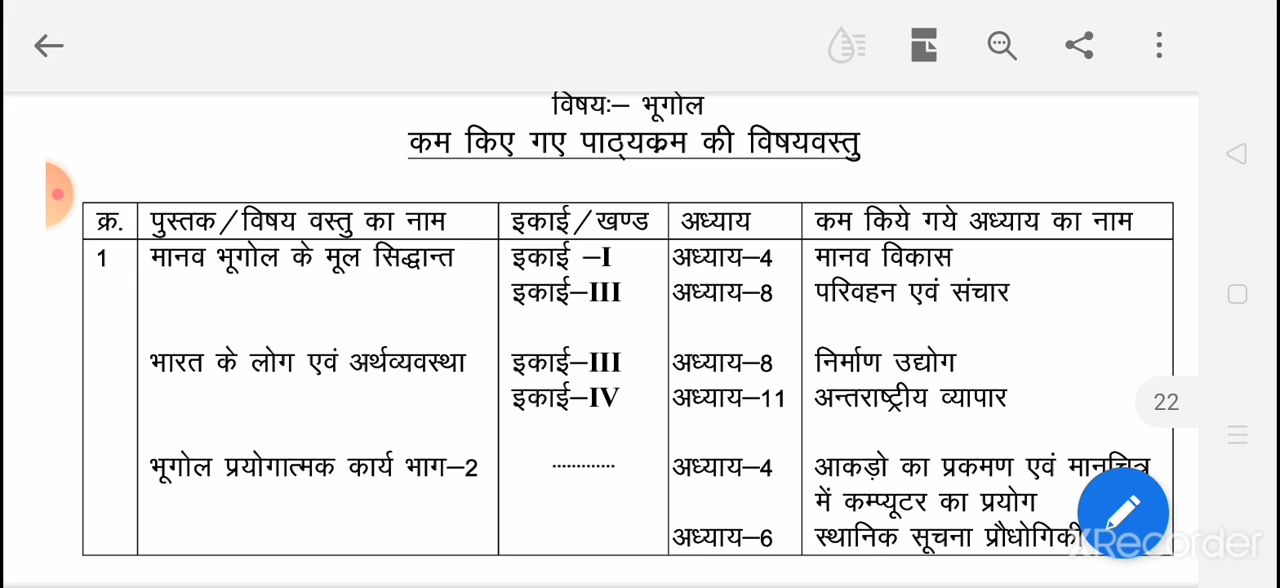 विषयः– भूगोल
कम किए गए पाठ्यकम की विषयवस्तु
क्र. पुस्तक/विषय वस्तु का नाम इकाई/खण्ड अध्याय कम किये गये अध्याय का नाम
1 मानव भूगोल के मूल सिद्धान्त इकाई –I अध्याय–4 मानव विकास
इकाई–III अध्याय–8 परिवहन एवं संचार
भारत के लोग एवं अर्थव्यवस्था इकाई–III अध्याय–8 निर्माण उद्योग
इकाई–IV अध्याय–11 अन्तराष्ट्रीय व्यापार
22
भूगोल प्रयोगात्मक कार्य भाग–2 ............. अध्याय–4 आकड़ो का प्रकमण एवं मानचित्र
में कम्प्यूटर का प्रयोग
अध्याय–6 स्थानिक सूचना प्रौधोगिकी
XRecorder